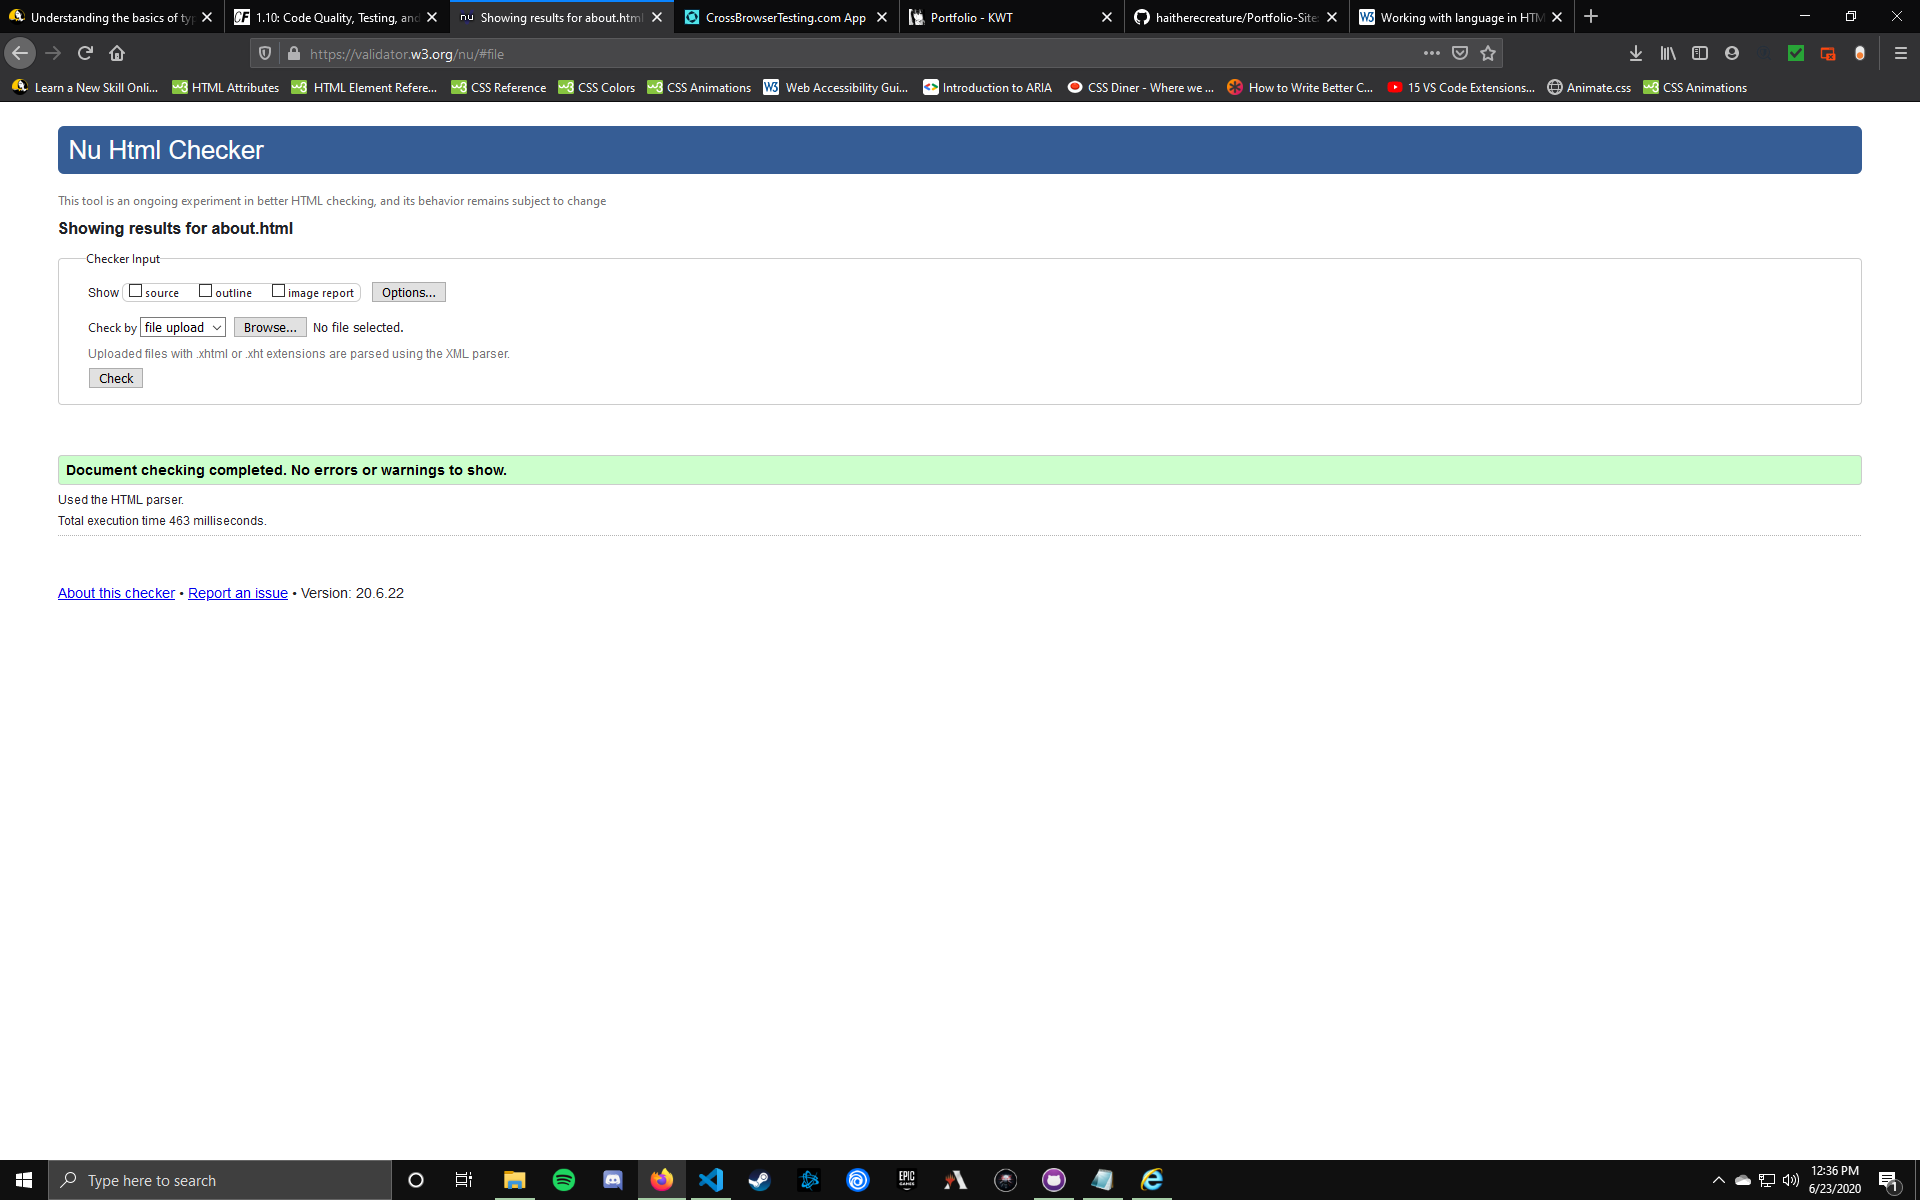 Understanding the basics of ty
1.10: Code Quality, Testing, and
nu Showing results for about.html
CrossBrowserTesting.com App
Portfolio - KWT
haitherecreature/Portfolio-Site
Working with language in HTM
https://validator.w3.org/nu/#file
Learn a New Skill Onli... HTML Attributes HTML Element Refere... CSS Reference CSS Colors CSS Animations Web Accessibility Gui... Introduction to ARIA CSS Diner - Where we ... How to Write Better C... 15 VS Code Extensions... Animate.css CSS Animations
Nu Html Checker
This tool is an ongoing experiment in better HTML checking, and its behavior remains subject to change
Showing results for about.html
Checker Input
Show source outline image report Options...
Check by file upload Browse... No file selected.
Uploaded files with .xhtml or .xht extensions are parsed using the XML parser.
Check
Document checking completed. No errors or warnings to show.
Used the HTML parser.
Total execution time 463 milliseconds.
About this checker • Report an issue • Version: 20.6.22
Type here to search
EPIC
GAMES
12:36 PM
6/23/2020
1